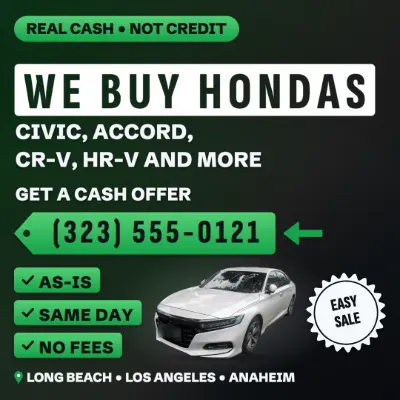 REAL CASH • NOT CREDIT
WE BUY HONDAS
CIVIC, ACCORD,
CR-V, HR-V AND MORE
GET A CASH OFFER
(323) 555-0121
AS-IS
SAME DAY
NO FEES
EASY
SALE
LONG BEACH • LOS ANGELES • ANAHEIM